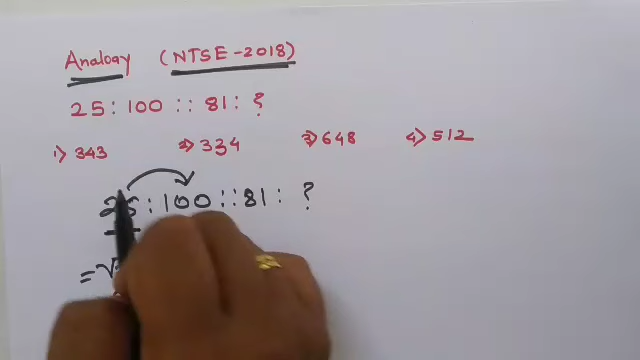 Analogy (NTSE-2018)
25 : 100 :: 81 : ?
1) 343 2) 334 3) 648 4) 512
25 : 100 :: 81 : ?
= √